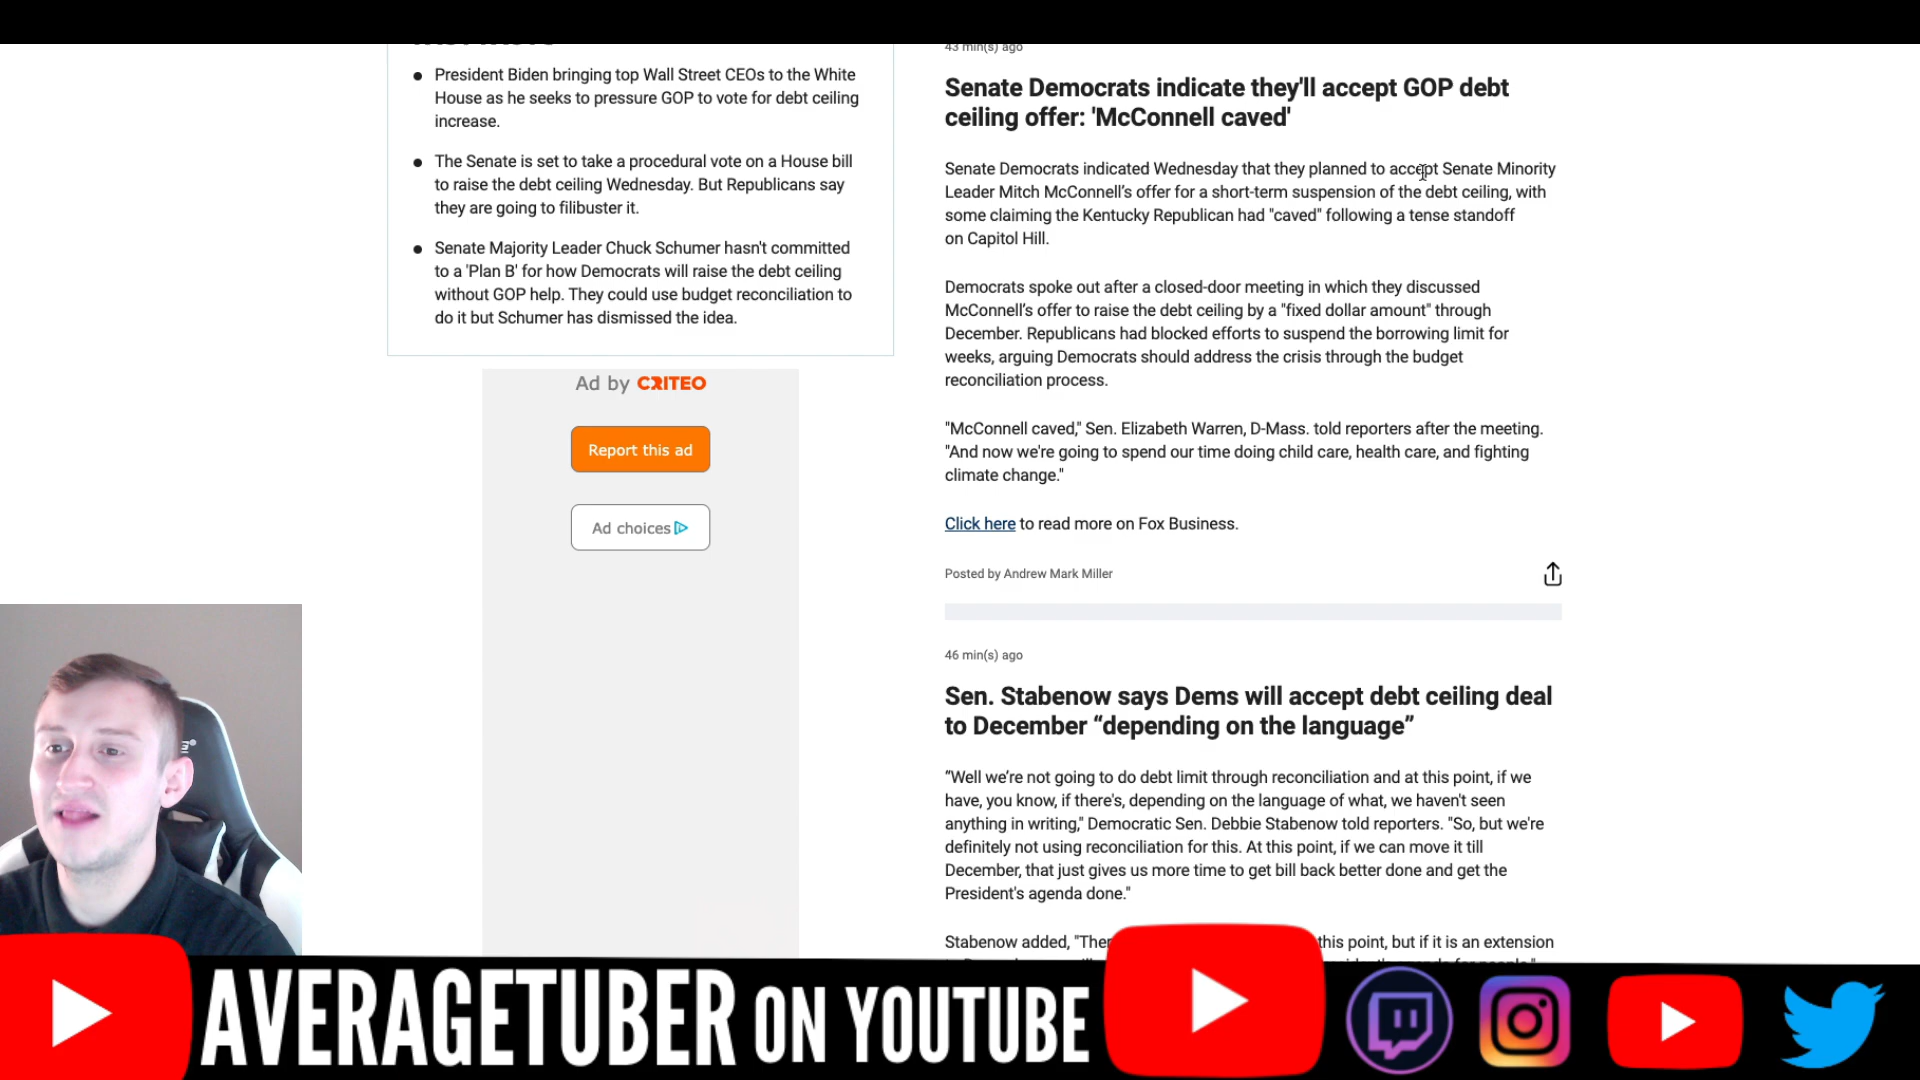 President Biden bringing top Wall Street CEOs to the White
House as he seeks to pressure GOP to vote for debt ceiling
increase.
The Senate is set to take a procedural vote on a House bill
to raise the debt ceiling Wednesday. But Republicans say
they are going to filibuster it.
Senate Majority Leader Chuck Schumer hasn't committed
to a 'Plan B' for how Democrats will raise the debt ceiling
without GOP help. They could use budget reconciliation to
do it but Schumer has dismissed the idea.
Ad by CRITEO
Report this ad
Ad choices
43 min(s) ago
Senate Democrats indicate they'll accept GOP debt
ceiling offer: 'McConnell caved'
Senate Democrats indicated Wednesday that they planned to accept Senate Minority
Leader Mitch McConnell’s offer for a short-term suspension of the debt ceiling, with
some claiming the Kentucky Republican had "caved" following a tense standoff
on Capitol Hill.
Democrats spoke out after a closed-door meeting in which they discussed
McConnell’s offer to raise the debt ceiling by a "fixed dollar amount" through
December. Republicans had blocked efforts to suspend the borrowing limit for
weeks, arguing Democrats should address the crisis through the budget
reconciliation process.
"McConnell caved," Sen. Elizabeth Warren, D-Mass. told reporters after the meeting.
"And now we're going to spend our time doing child care, health care, and fighting
climate change."
Click here to read more on Fox Business.
Posted by Andrew Mark Miller
46 min(s) ago
Sen. Stabenow says Dems will accept debt ceiling deal
to December “depending on the language”
“Well we’re not going to do debt limit through reconciliation and at this point, if we
have, you know, if there's, depending on the language of what, we haven't seen
anything in writing," Democratic Sen. Debbie Stabenow told reporters. "So, but we're
definitely not using reconciliation for this. At this point, if we can move it till
December, that just gives us more time to get bill back better done and get the
President's agenda done."
Stabenow added, "Ther this point, but if it is an extension
AVERAGETUBER ON YOUTUBE